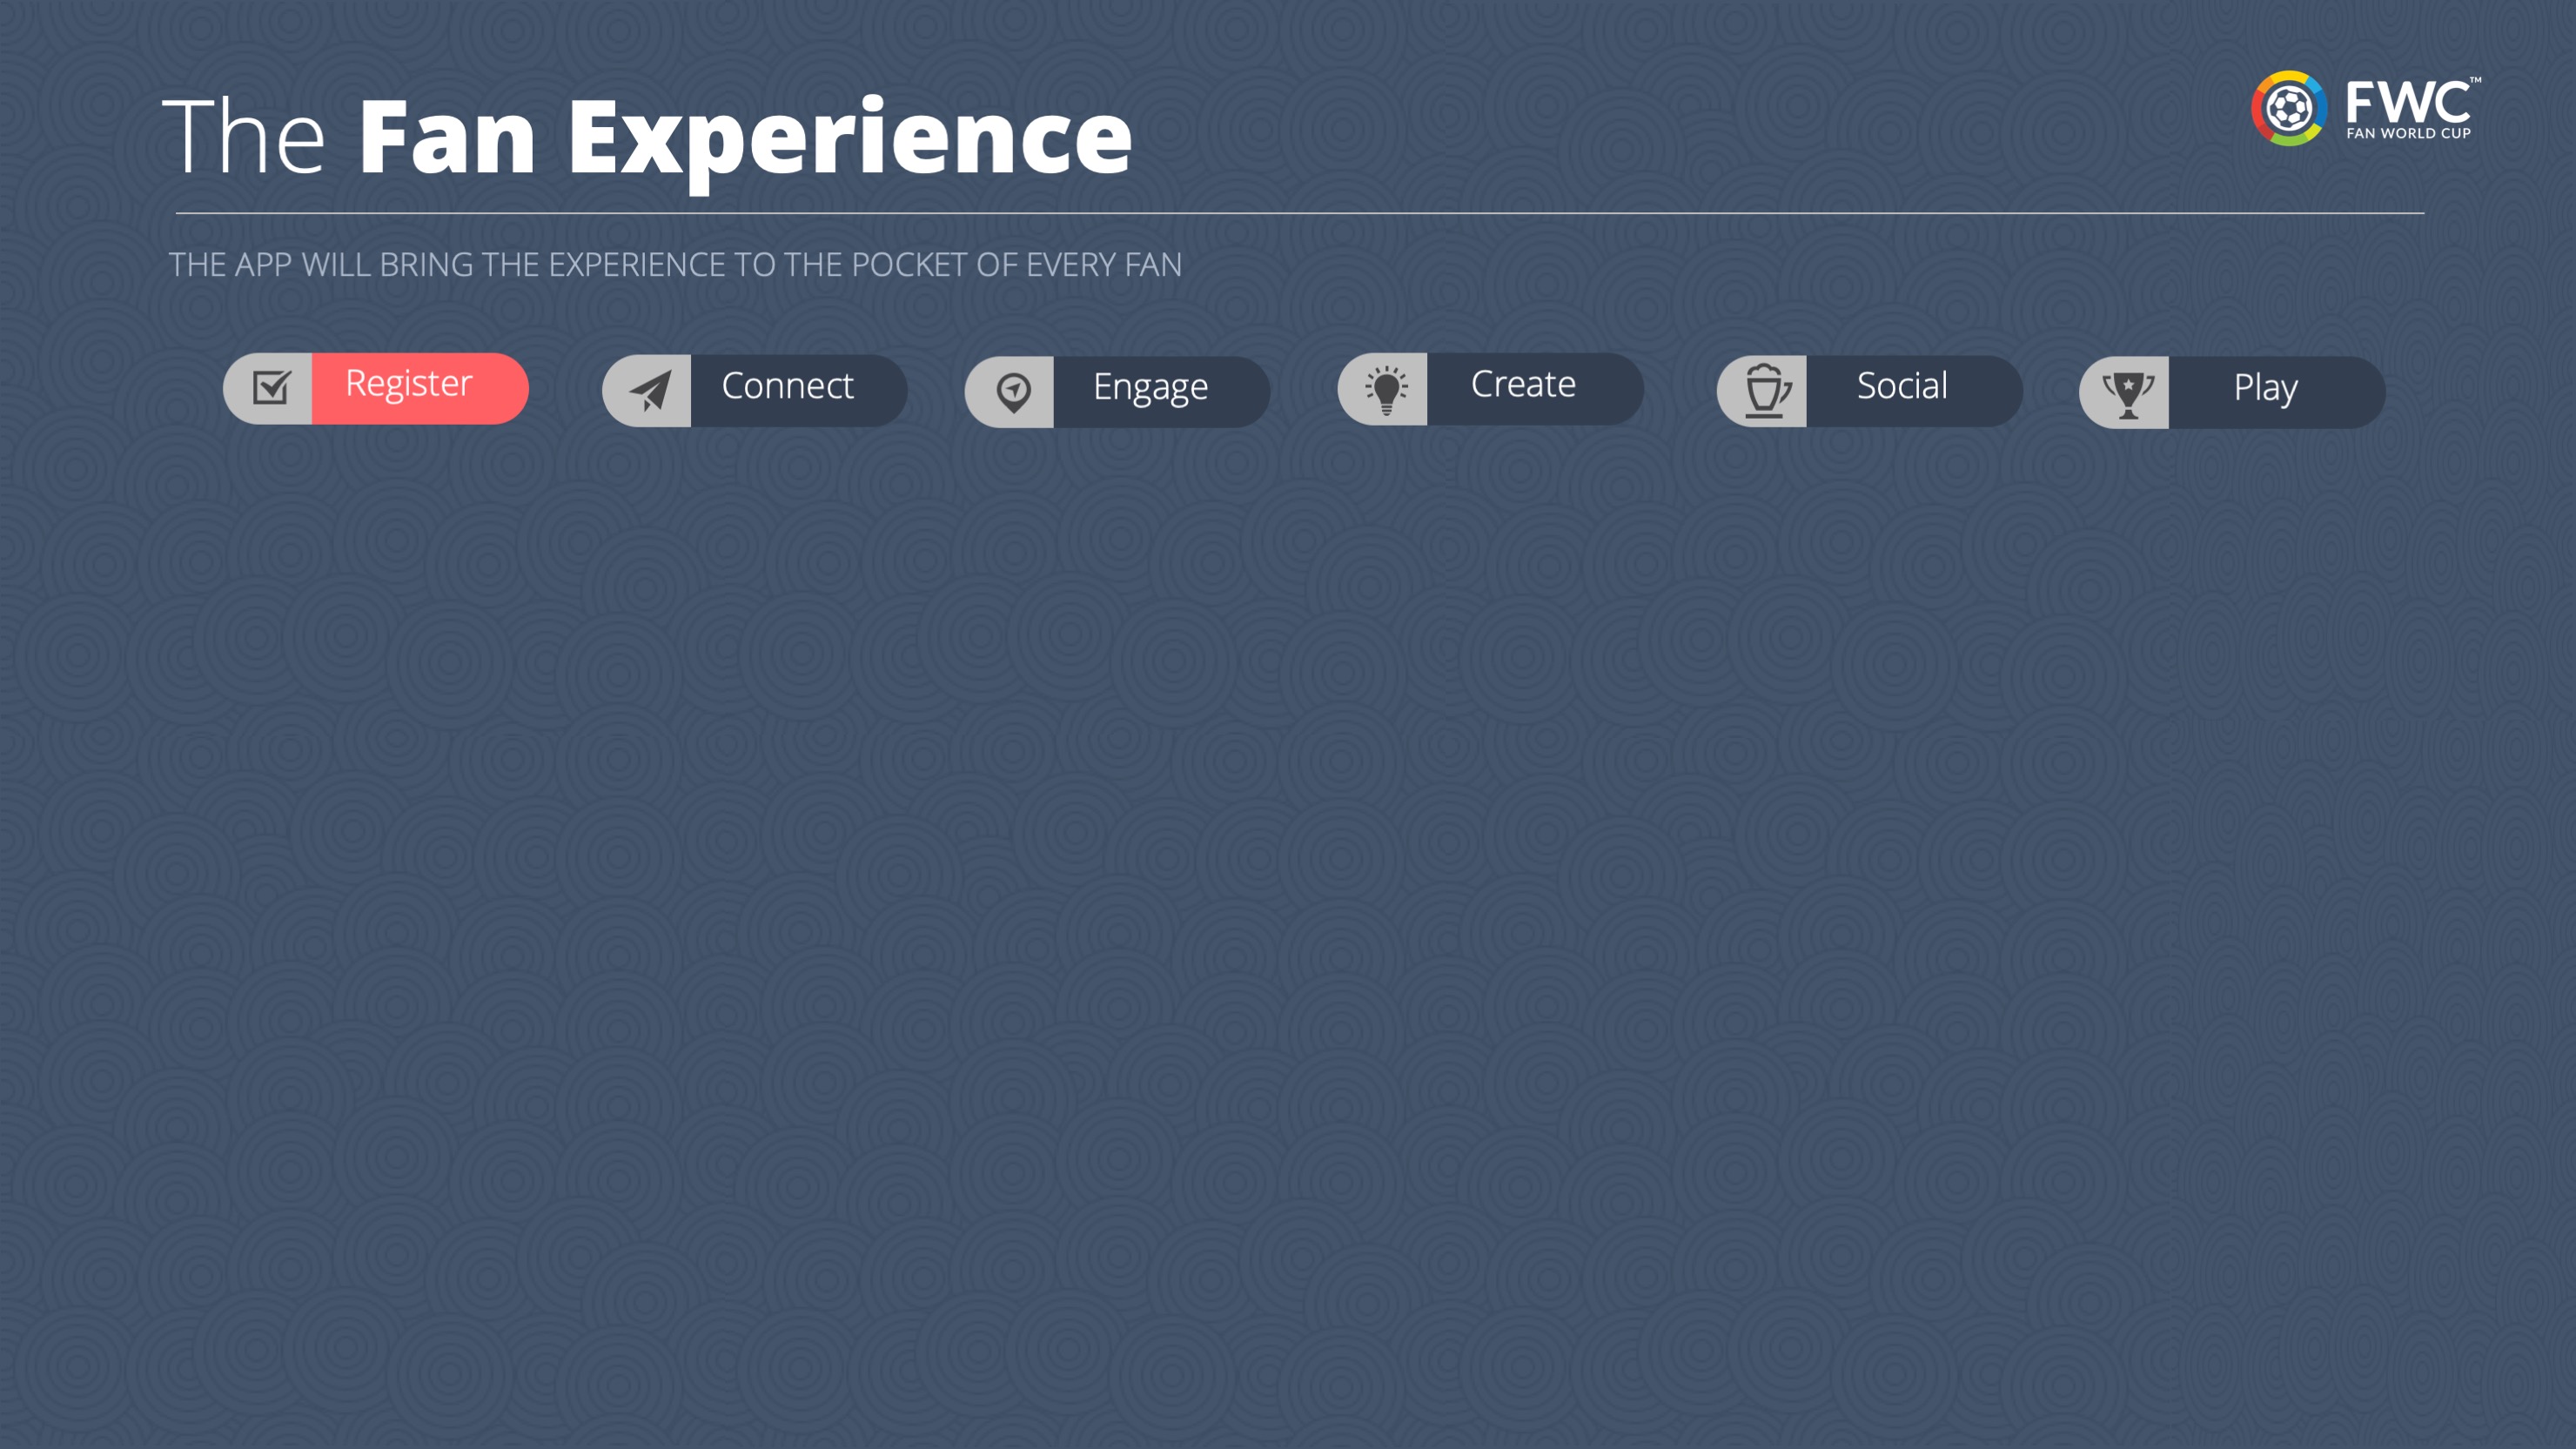 The Fan Experience
FWC™
FAN WORLD CUP
THE APP WILL BRING THE EXPERIENCE TO THE POCKET OF EVERY FAN
Register
Connect
Engage
Create
Social
Play